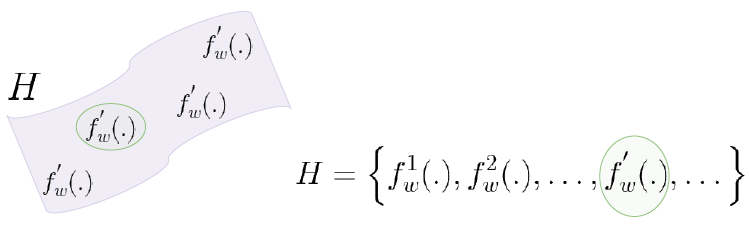 f'_w(.)
H
f'_w(.)
f'_w(.)
f'_w(.)
H = {f^1_w(.), f^2_w(.), ..., f'_w(.), ...}